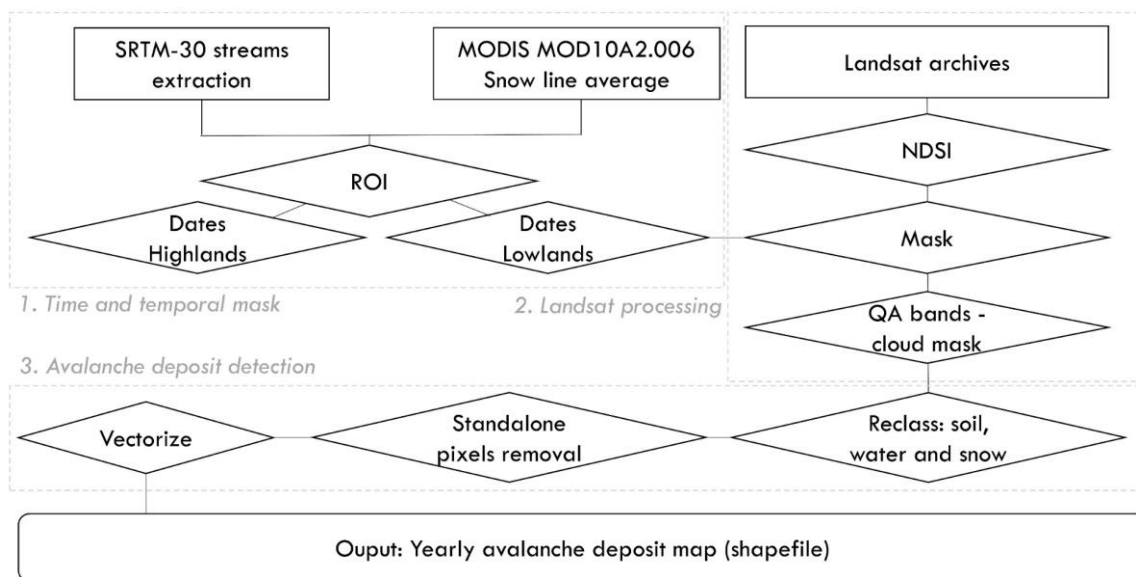 SRTM-30 streams
extraction
MODIS MOD10A2.006
Snow line average
Landsat archives
NDSI
ROI
Dates
Highlands
Dates
Lowlands
Mask
1. Time and temporal mask
2. Landsat processing
QA bands -
cloud mask
3. Avalanche deposit detection
Vectorize
Standalone
pixels removal
Reclass: soil,
water and snow
Ouput: Yearly avalanche deposit map (shapefile)